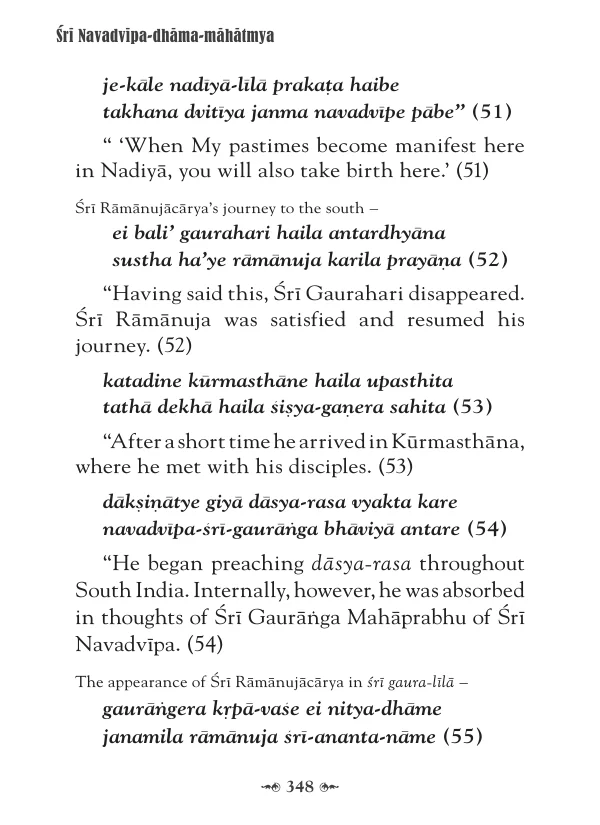 Śrī Navadvīpa-dhāma-māhātmya
je-kāle nadīyā-līlā prakaṭa haibe
takhana dvitīya janma navadvīpe pābe” (51)
“ ‘When My pastimes become manifest here
in Nadiyā, you will also take birth here.’ (51)
Śrī Rāmānujācārya’s journey to the south –
ei bali’ gaurahari haila antardhyāna
sustha ha’ye rāmānuja karila prayāṇa (52)
“Having said this, Śrī Gaurahari disappeared.
Śrī Rāmānuja was satisfied and resumed his
journey. (52)
katadine kūrmasthāne haila upasthita
tathā dekhā haila śiṣya-gaṇera sahita (53)
“After a short time he arrived in Kūrmasthāna,
where he met with his disciples. (53)
dākṣiṇātye giyā dāsya-rasa vyakta kare
navadvīpa-śrī-gaurāṅga bhāviyā antare (54)
“He began preaching dāsya-rasa throughout
South India. Internally, however, he was absorbed
in thoughts of Śrī Gaurāṅga Mahāprabhu of Śrī
Navadvīpa. (54)
The appearance of Śrī Rāmānujācārya in śrī gaura-līlā –
gaurāṅgera kṛpā-vaśe ei nitya-dhāme
janamila rāmānuja śrī-ananta-nāme (55)
348